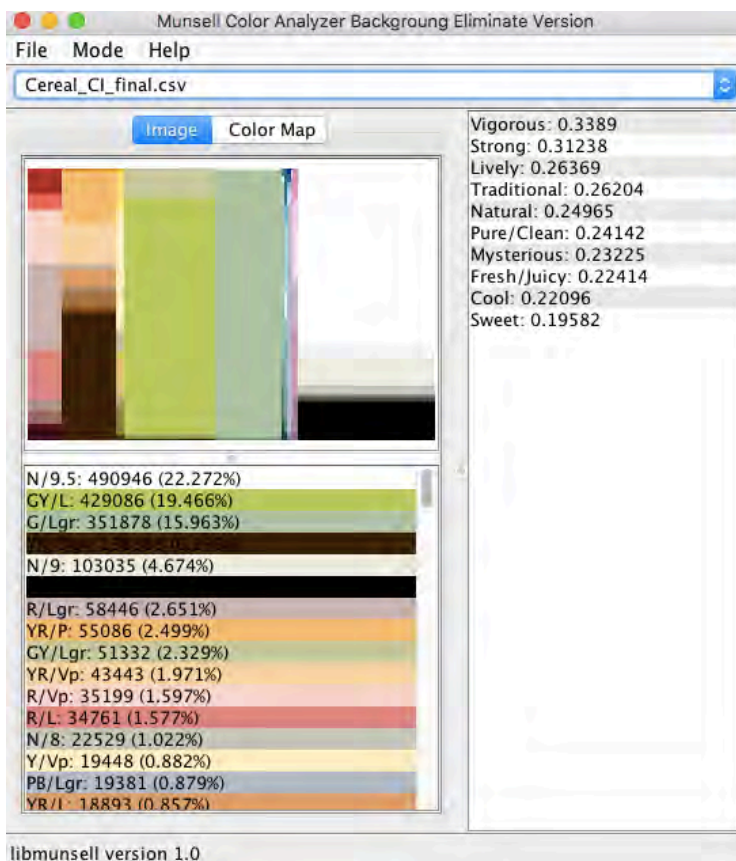 Munsell Color Analyzer Backgroung Eliminate Version
File Mode Help
Cereal_CI_final.csv
Image Color Map
N/9.5: 490946 (22.272%)
GY/L: 429086 (19.466%)
G/Lgr: 351878 (15.963%)
N/9: 103035 (4.674%)
R/Lgr: 58446 (2.651%)
YR/P: 55086 (2.499%)
GY/Lgr: 51332 (2.329%)
YR/Vp: 43443 (1.971%)
R/Vp: 35199 (1.597%)
R/L: 34761 (1.577%)
N/8: 22529 (1.022%)
Y/Vp: 19448 (0.882%)
PB/Lgr: 19381 (0.879%)
YR/L: 18893 (0.857%)
Vigorous: 0.3389
Strong: 0.31238
Lively: 0.26369
Traditional: 0.26204
Natural: 0.24965
Pure/Clean: 0.24142
Mysterious: 0.23225
Fresh/Juicy: 0.22414
Cool: 0.22096
Sweet: 0.19582
libmunsell version 1.0